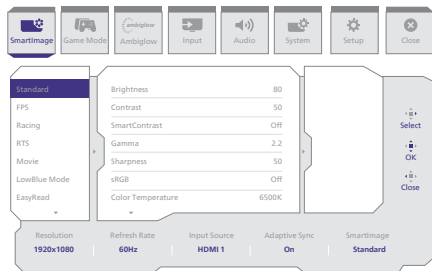 SmartImage
Game Mode
ambiglow
Ambiglow
Input
Audio
System
Setup
Close
Standard
FPS
Racing
RTS
Movie
LowBlue Mode
EasyRead
Brightness 80
Contrast 50
SmartContrast Off
Gamma 2.2
Sharpness 50
sRGB Off
Color Temperature 6500K
Select
OK
Close
Resolution Refresh Rate Input Source Adaptive Sync SmartImage
1920x1080 60Hz HDMI 1 On Standard